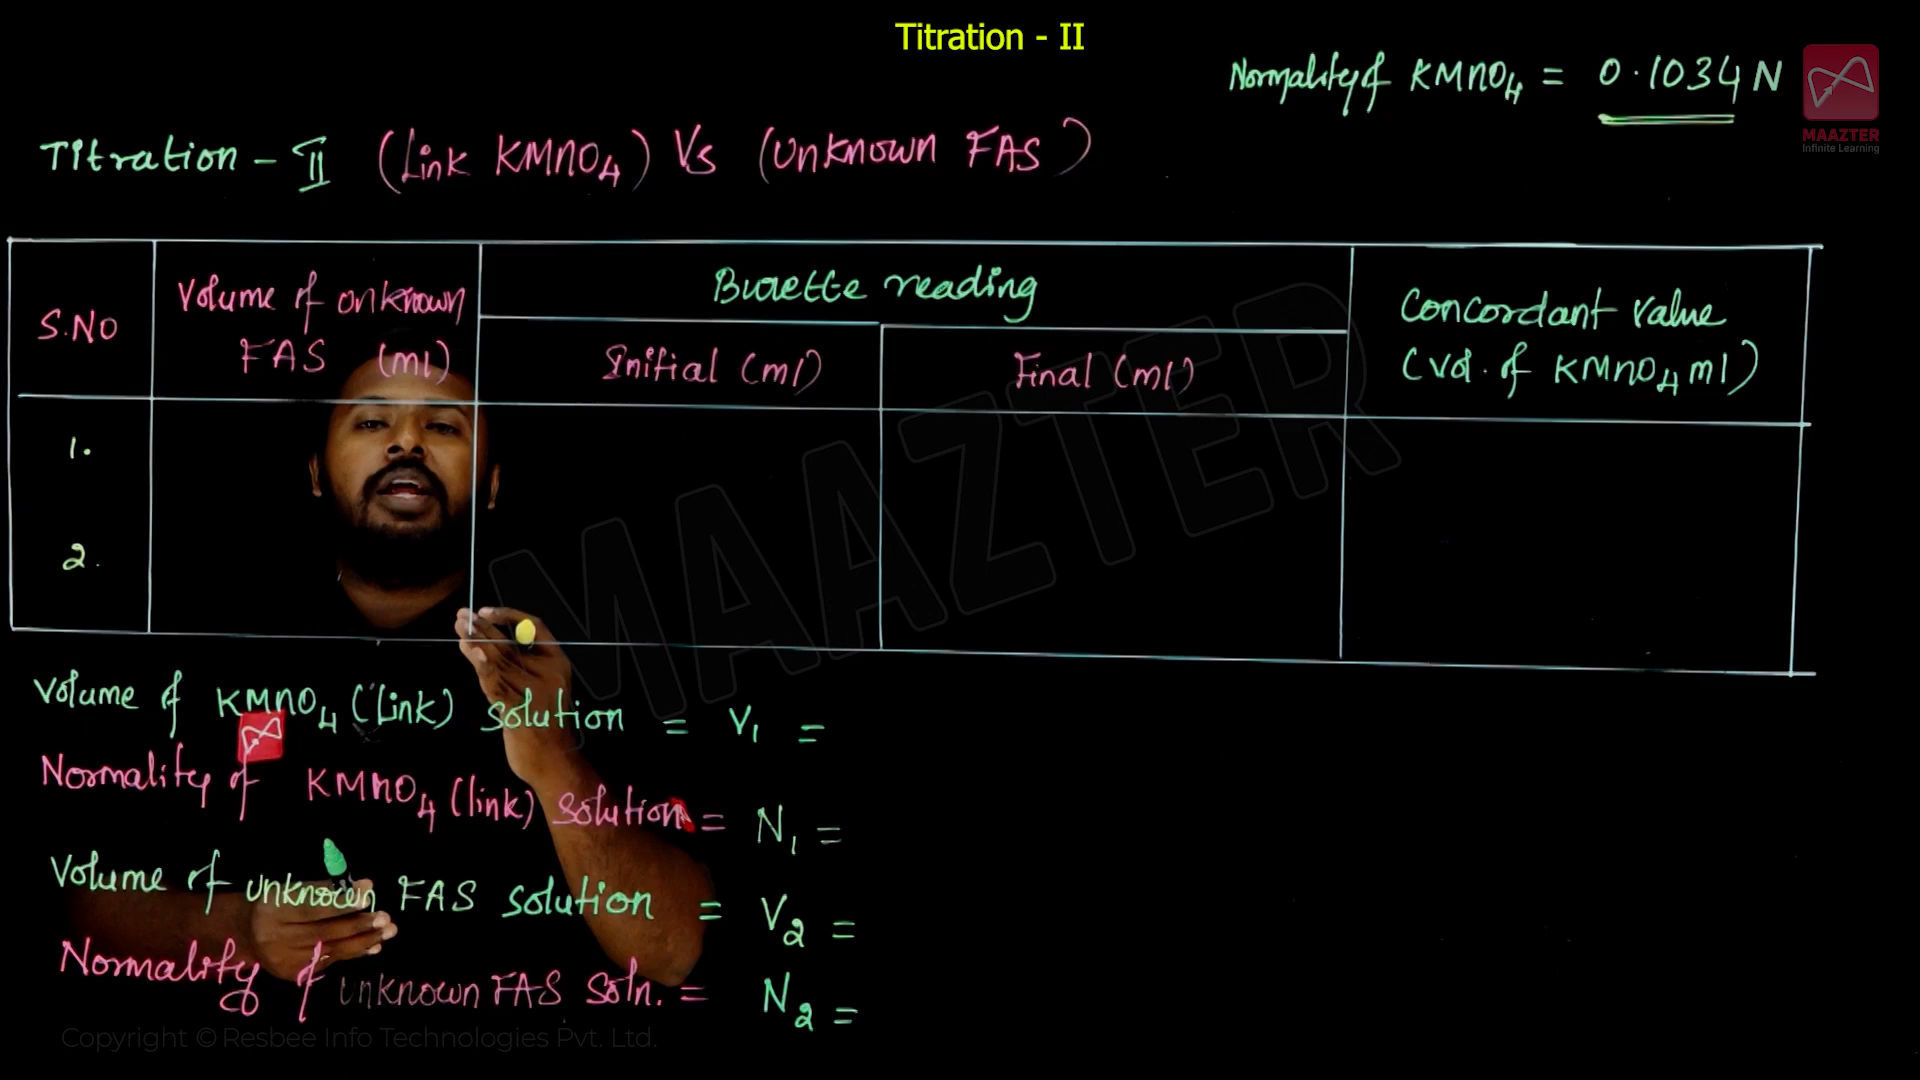 Titration - II
Normality of KMnO4 = 0.1034 N
MAAZTER
Infinite Learning
Titration - II (Link KMnO4) Vs (Unknown FAS)
S.NO
Volume of unknown
FAS (ml)
Burette reading
Initial (ml)
Final (ml)
Concordant Value
(Vol. of KMnO4 ml)
1.
2.
MAAZTER
Volume of KMnO4 (Link) solution = V1 =
Normality of KMnO4 (link) solution = N1 =
Volume of unknown FAS solution = V2 =
Normality of unknown FAS Soln. = N2 =
Copyright © Resbee Info Technologies Pvt. Ltd.